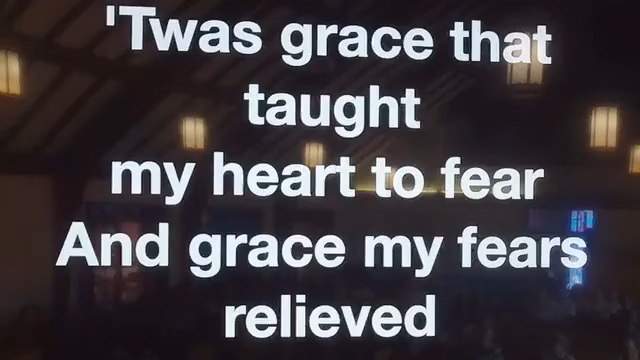 'Twas grace that
taught
my heart to fear
And grace my fears
relieved